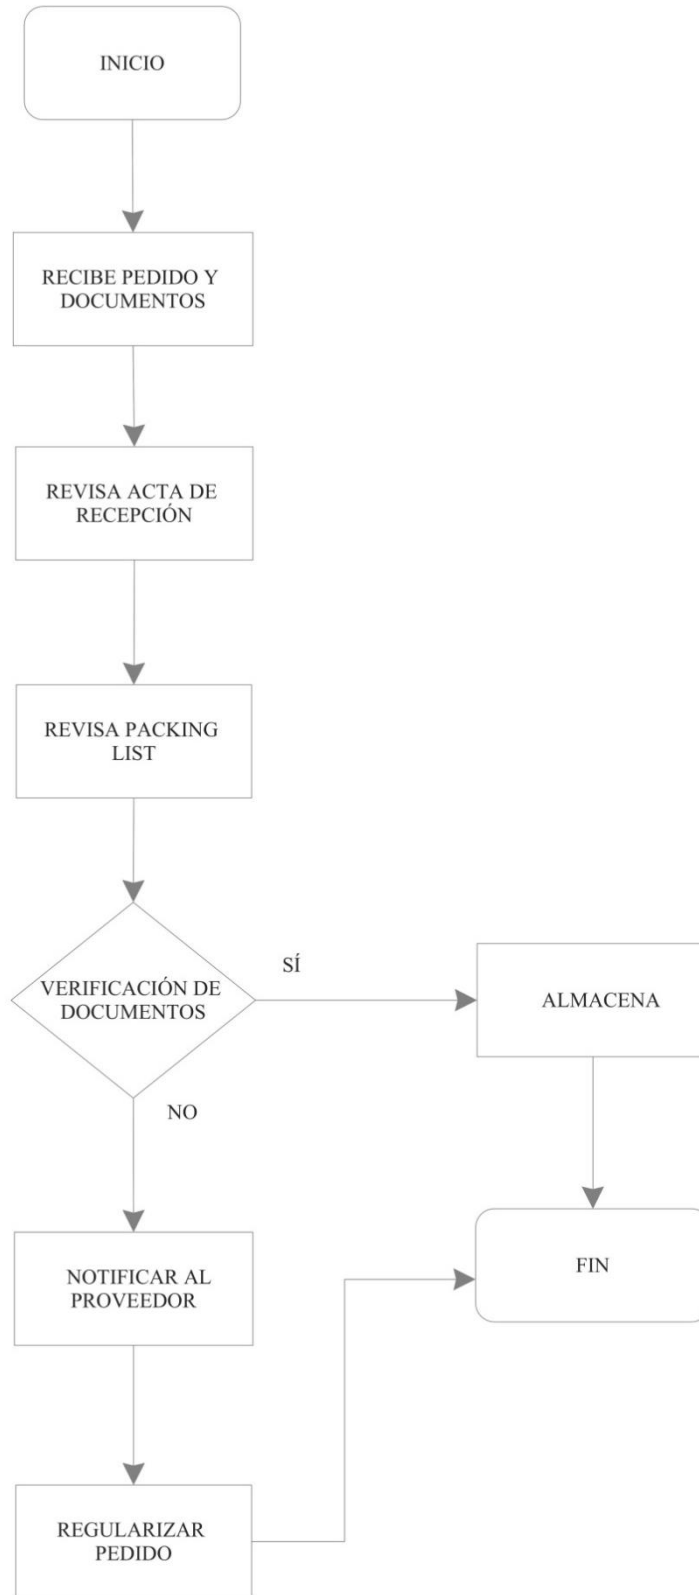 INICIO
RECIBE PEDIDO Y
DOCUMENTOS
REVISA ACTA DE
RECEPCIÓN
REVISA PACKING
LIST
VERIFICACIÓN DE
DOCUMENTOS
SÍ
ALMACENA
NO
NOTIFICAR AL
PROVEEDOR
FIN
REGULARIZAR
PEDIDO